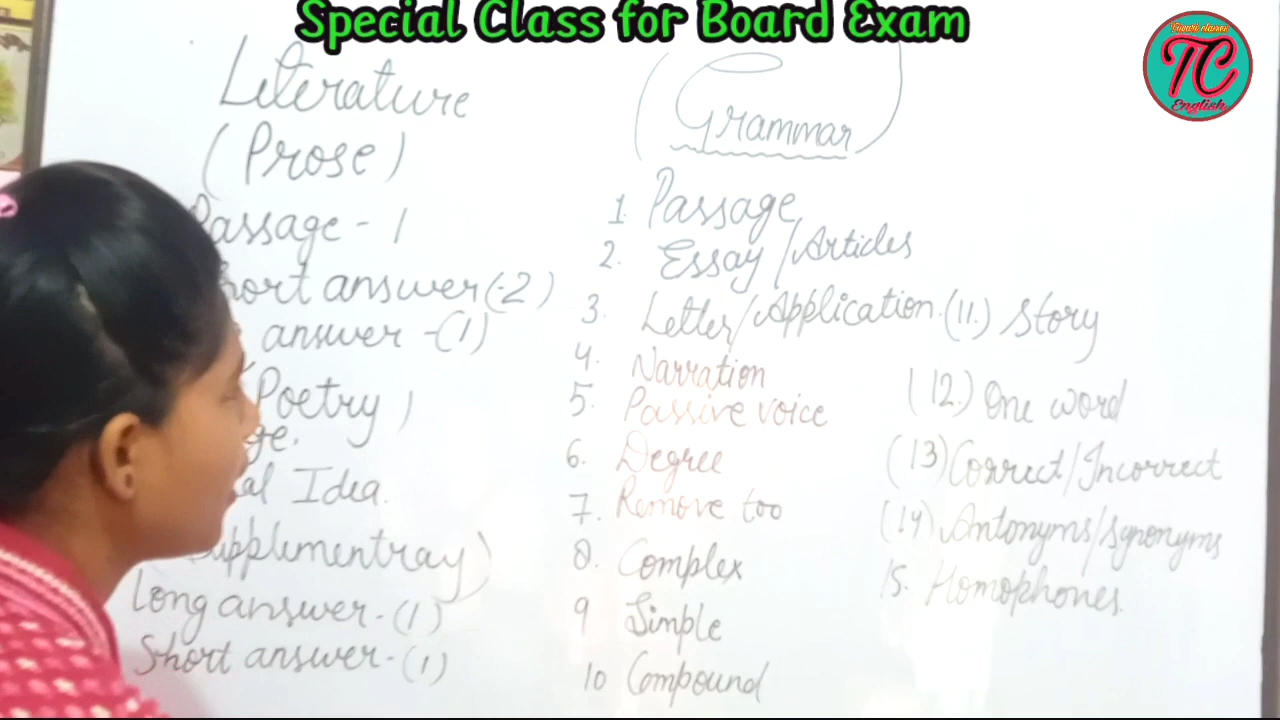 Special Class for Board Exam
TC
English
Literature
(Prose)
Passage - 1
hort answer (-2)
answer - (1)
Poetry)
ge.
al Idea.
Supplementray)
Long answer - (1)
Short answer - (1)
(Grammar)
1. Passage
2. Essay / Articles
3. Letter / Application.
4. Narration
5. Passive voice
6. Degree
7. Remove too
8. Complex
9 Simple
10 Compound
(11.) Story
(12.) One word
(13) Correct / Incorrect
(14) Antonyms / Synonyms
15. Homophones.